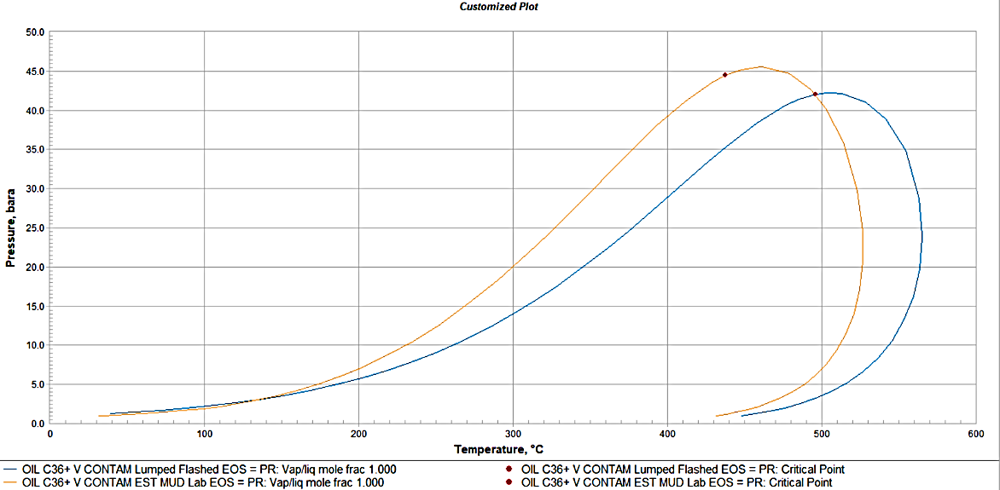 Customized Plot
50.0
45.0
40.0
35.0
30.0
25.0
20.0
15.0
10.0
5.0
0.0
Pressure, bara
0 100 200 300 400 500 600
Temperature, °C
OIL C36+ V CONTAM Lumped Flashed EOS = PR: Vap/liq mole frac 1.000
OIL C36+ V CONTAM Lumped Flashed EOS = PR: Critical Point
OIL C36+ V CONTAM EST MUD Lab EOS = PR: Vap/liq mole frac 1.000
OIL C36+ V CONTAM EST MUD Lab EOS = PR: Critical Point